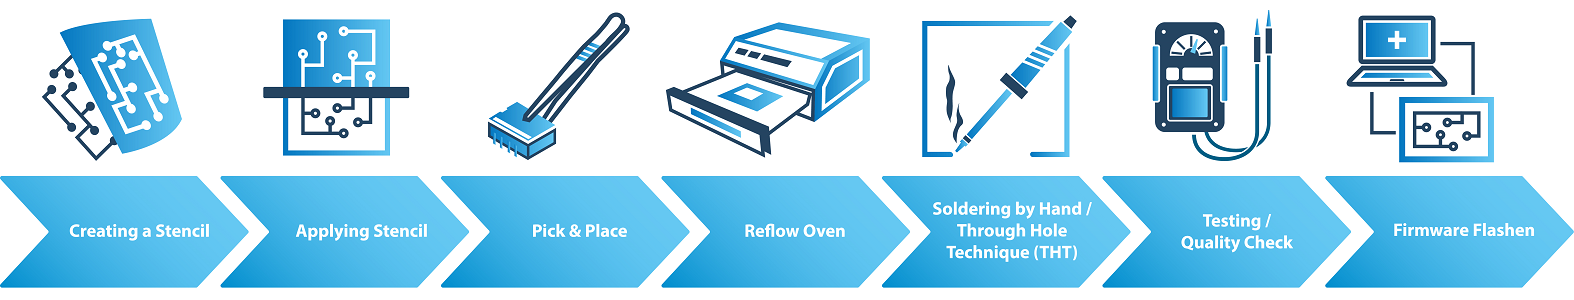 Creating a Stencil
Applying Stencil
Pick & Place
Reflow Oven
Soldering by Hand /
Through Hole
Technique (THT)
Testing /
Quality Check
Firmware Flashen